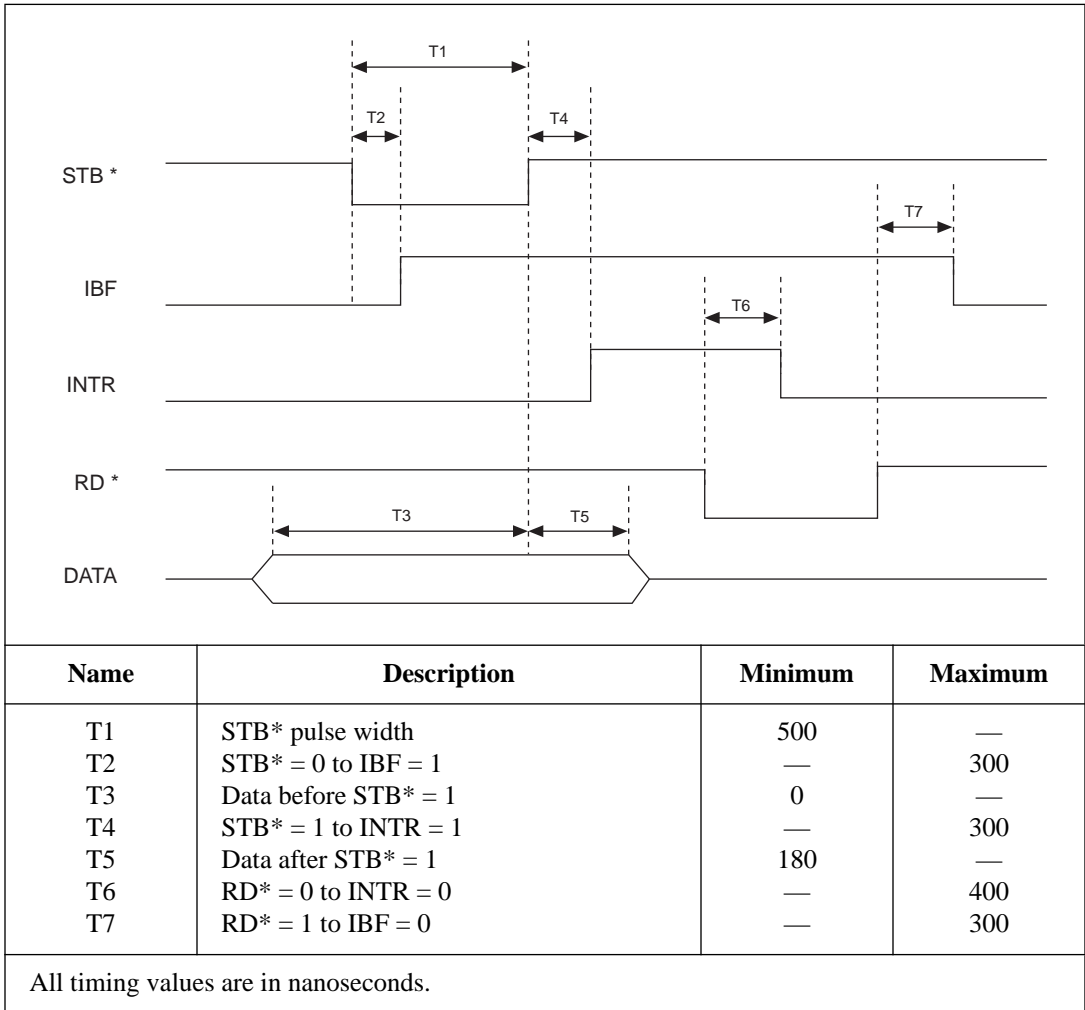 T1
T2
T4
STB *
T7
IBF
T6
INTR
RD *
T3
T5
DATA
Name Description Minimum Maximum
T1 STB* pulse width 500 —
T2 STB* = 0 to IBF = 1 — 300
T3 Data before STB* = 1 0 —
T4 STB* = 1 to INTR = 1 — 300
T5 Data after STB* = 1 180 —
T6 RD* = 0 to INTR = 0 — 400
T7 RD* = 1 to IBF = 0 — 300
All timing values are in nanoseconds.